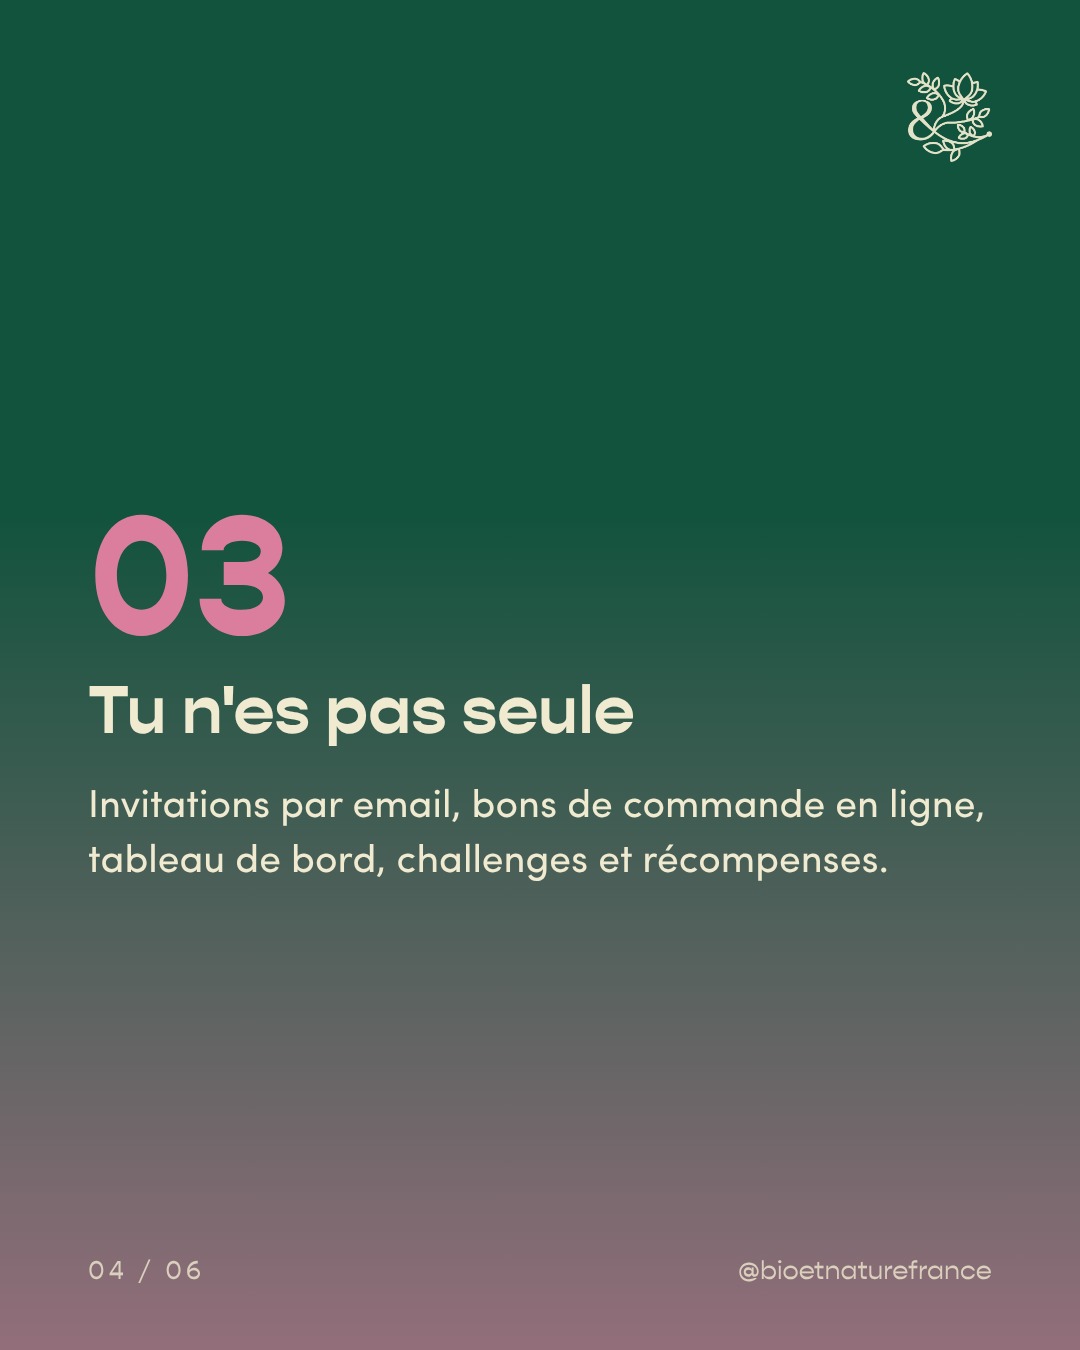 &
03
Tu n'es pas seule
Invitations par email, bons de commande en ligne,
tableau de bord, challenges et récompenses.
04 / 06
@bioetnaturefrance